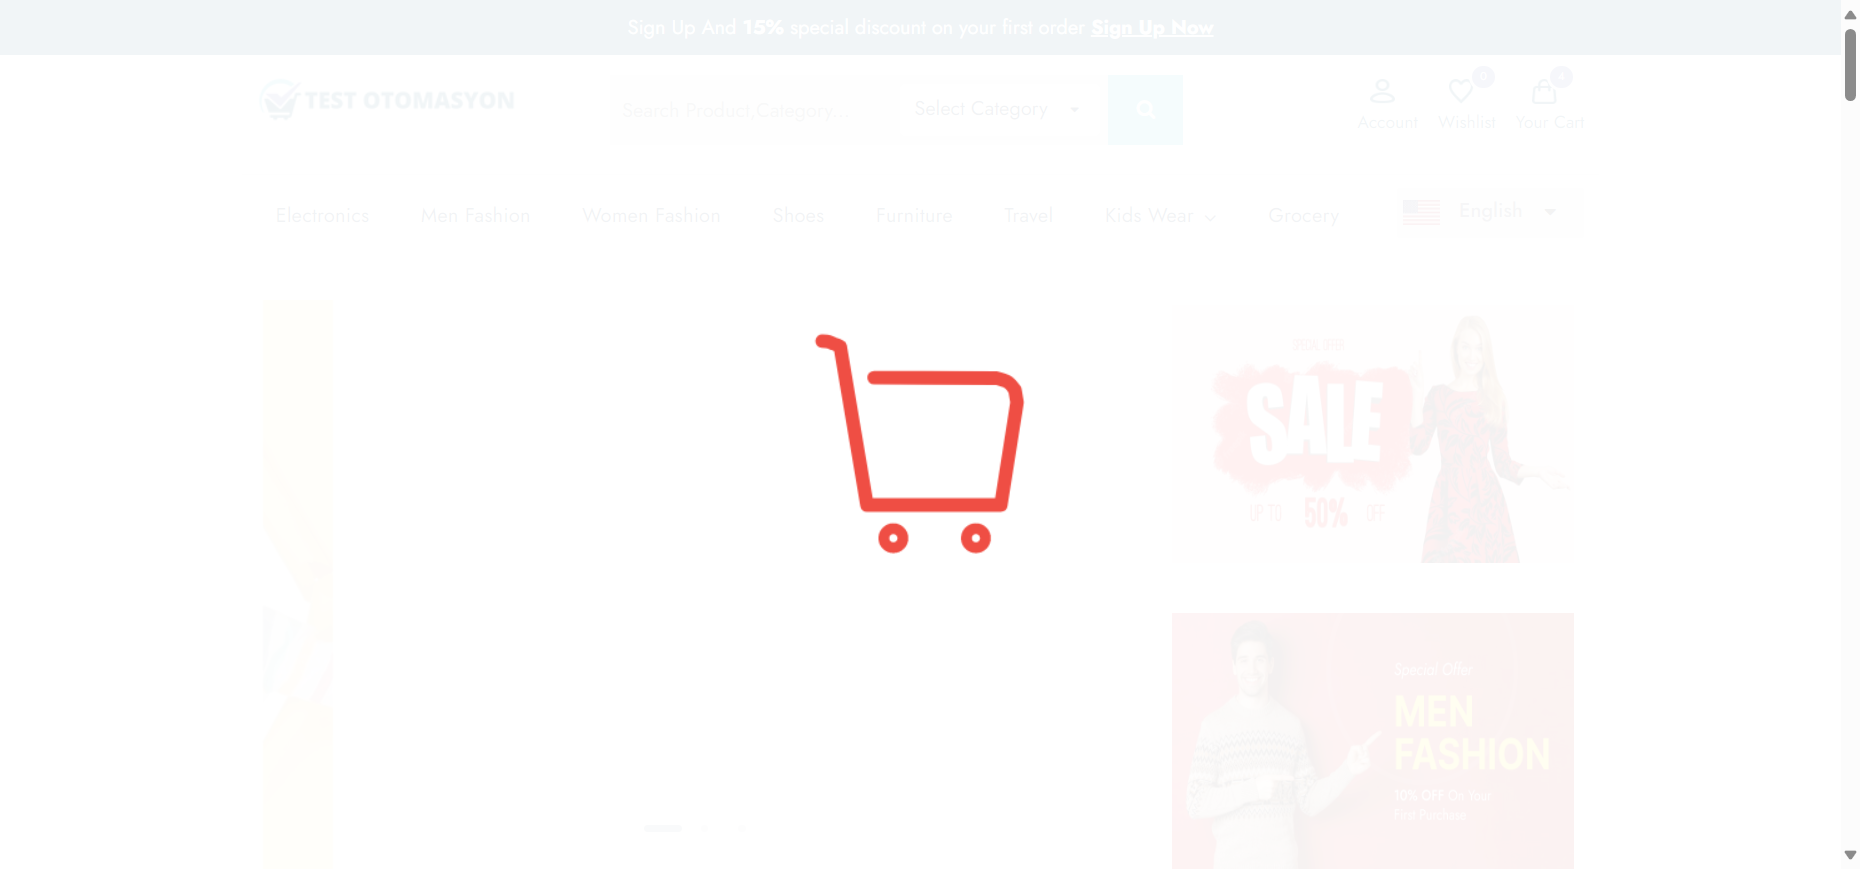 Sign Up And 15% special discount on your first order Sign Up Now
TEST OTOMASYON
Search Product,Category...
Select Category
0
Account
Wishlist
Your Cart
Electronics
Men Fashion
Women Fashion
Shoes
Furniture
Travel
Kids Wear
Grocery
English
SPECIAL OFFER
SALE
UP TO 50% OFF
Special Offer
MEN
FASHION
10% OFF On Your
First Purchase